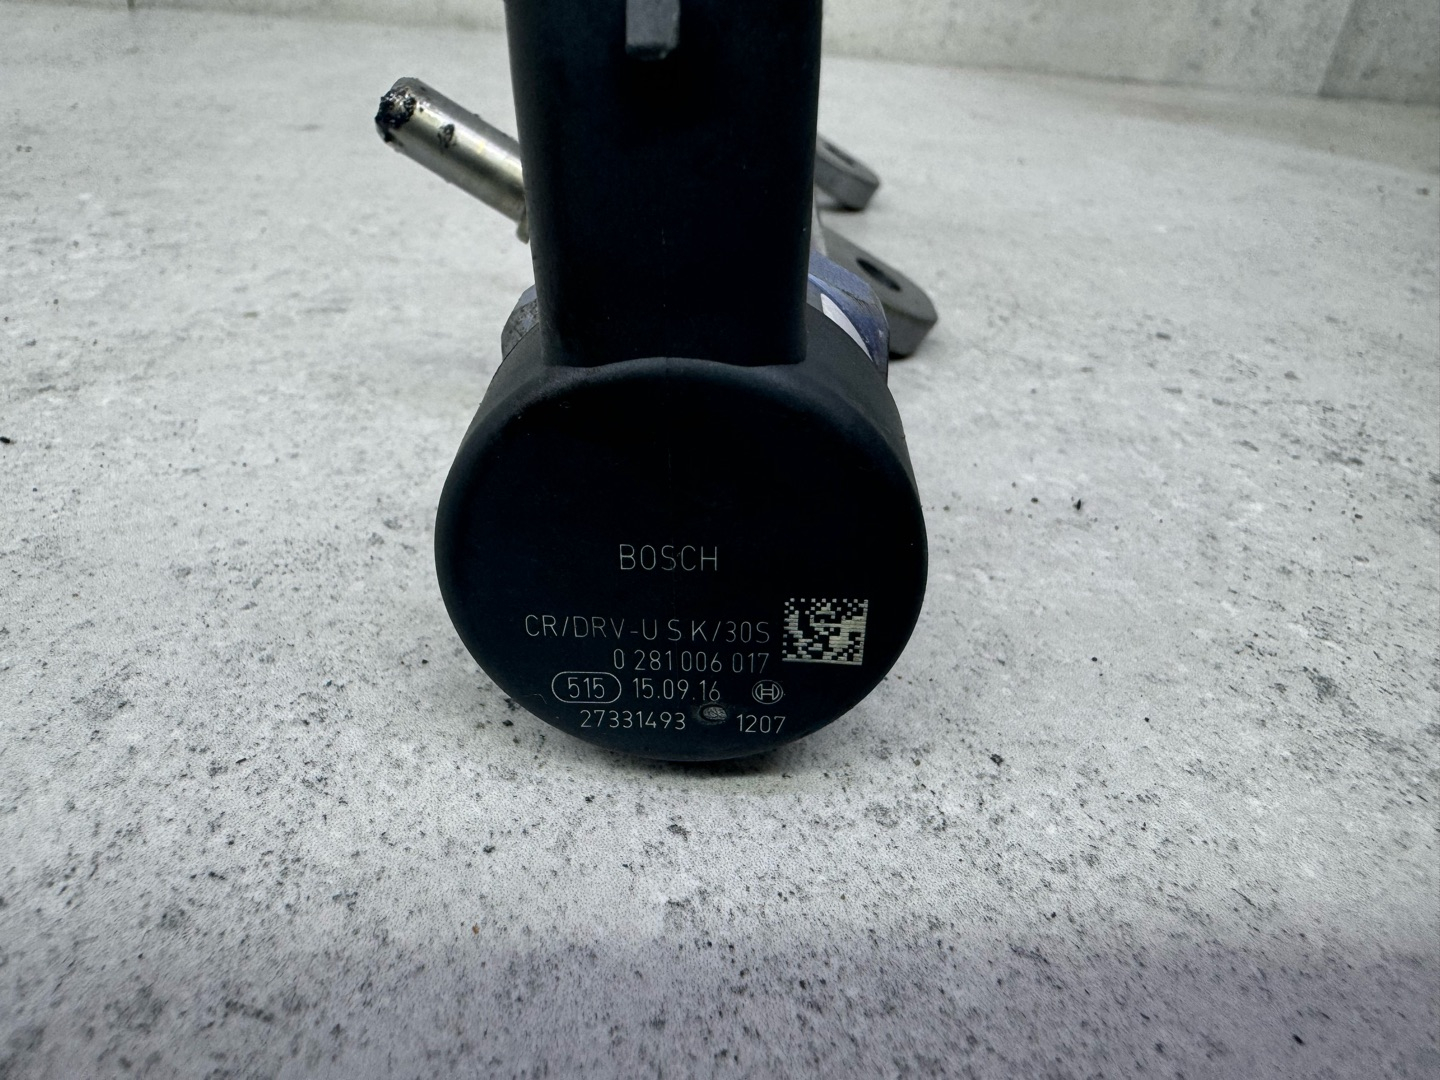 BOSCH
CR/DRV-U S K/30S
0 281 006 017
515 15.09.16
27331493 1207